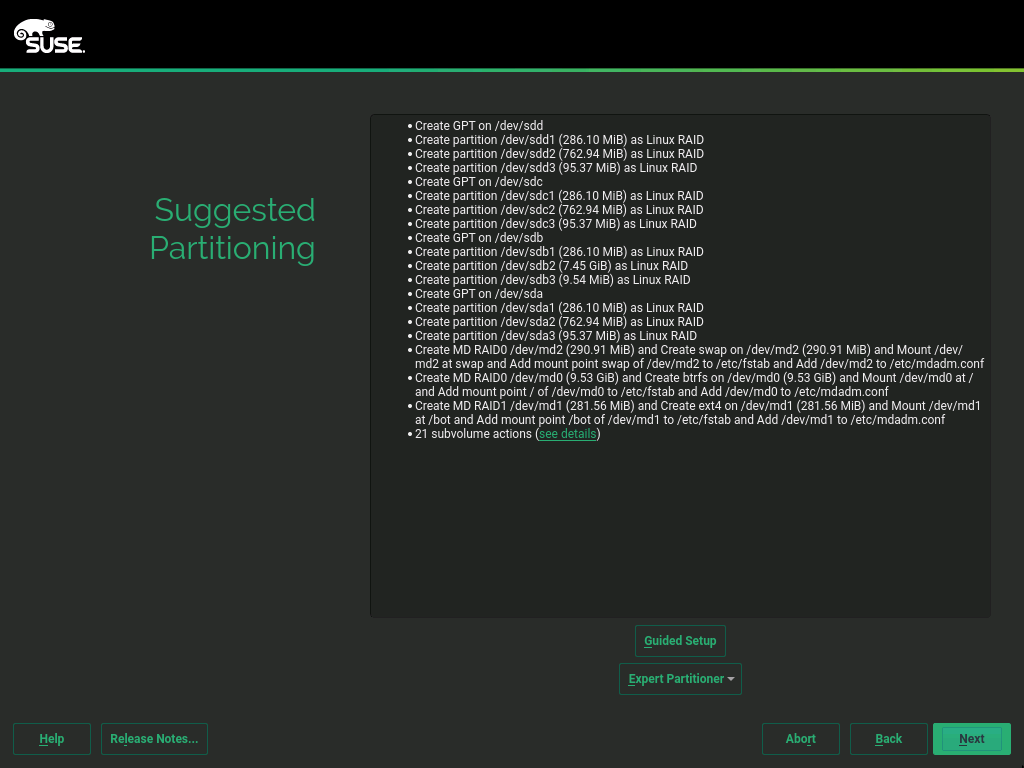 SUSE.
Suggested
Partitioning
• Create GPT on /dev/sdd
• Create partition /dev/sdd1 (286.10 MiB) as Linux RAID
• Create partition /dev/sdd2 (762.94 MiB) as Linux RAID
• Create partition /dev/sdd3 (95.37 MiB) as Linux RAID
• Create GPT on /dev/sdc
• Create partition /dev/sdc1 (286.10 MiB) as Linux RAID
• Create partition /dev/sdc2 (762.94 MiB) as Linux RAID
• Create partition /dev/sdc3 (95.37 MiB) as Linux RAID
• Create GPT on /dev/sdb
• Create partition /dev/sdb1 (286.10 MiB) as Linux RAID
• Create partition /dev/sdb2 (7.45 GiB) as Linux RAID
• Create partition /dev/sdb3 (9.54 MiB) as Linux RAID
• Create GPT on /dev/sda
• Create partition /dev/sda1 (286.10 MiB) as Linux RAID
• Create partition /dev/sda2 (762.94 MiB) as Linux RAID
• Create partition /dev/sda3 (95.37 MiB) as Linux RAID
• Create MD RAID0 /dev/md2 (290.91 MiB) and Create swap on /dev/md2 (290.91 MiB) and Mount /dev/
md2 at swap and Add mount point swap of /dev/md2 to /etc/fstab and Add /dev/md2 to /etc/mdadm.conf
• Create MD RAID0 /dev/md0 (9.53 GiB) and Create btrfs on /dev/md0 (9.53 GiB) and Mount /dev/md0 at /
and Add mount point / of /dev/md0 to /etc/fstab and Add /dev/md0 to /etc/mdadm.conf
• Create MD RAID1 /dev/md1 (281.56 MiB) and Create ext4 on /dev/md1 (281.56 MiB) and Mount /dev/md1
at /bot and Add mount point /bot of /dev/md1 to /etc/fstab and Add /dev/md1 to /etc/mdadm.conf
• 21 subvolume actions (see details)
Guided Setup
Expert Partitioner
Help
Release Notes...
Abort
Back
Next